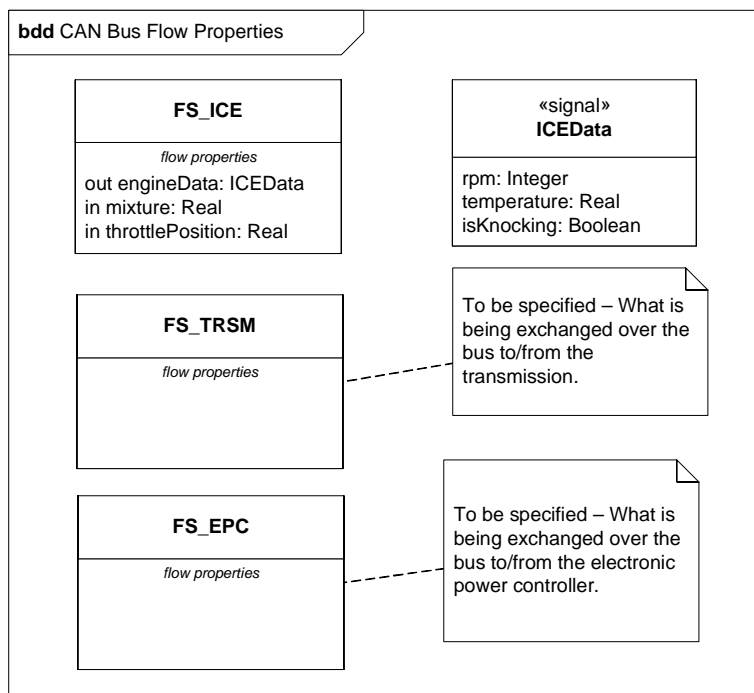 bdd CAN Bus Flow Properties
FS_ICE
flow properties
out engineData: ICEData
in mixture: Real
in throttlePosition: Real
«signal»
ICEData
rpm: Integer
temperature: Real
isKnocking: Boolean
FS_TRSM
flow properties
To be specified – What is
being exchanged over the
bus to/from the
transmission.
FS_EPC
flow properties
To be specified – What is
being exchanged over the
bus to/from the electronic
power controller.